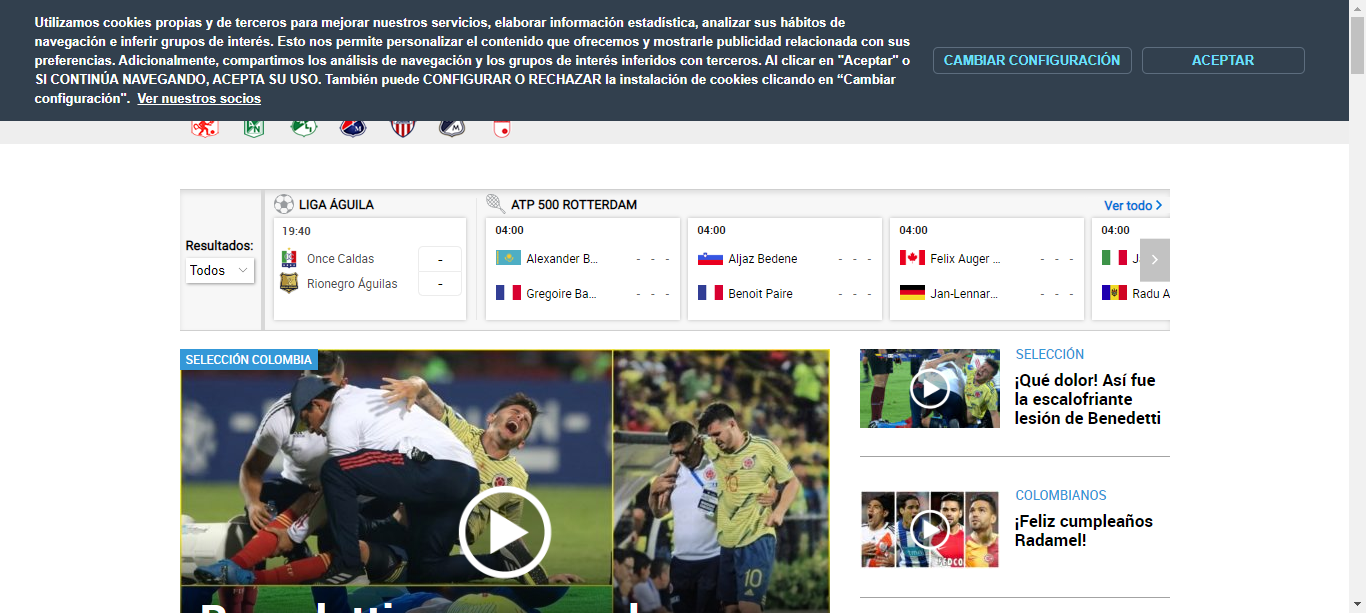 Utilizamos cookies propias y de terceros para mejorar nuestros servicios, elaborar información estadística, analizar sus hábitos de
navegación e inferir grupos de interés. Esto nos permite personalizar el contenido que ofrecemos y mostrarle publicidad relacionada con sus
preferencias. Adicionalmente, compartimos los análisis de navegación y los grupos de interés inferidos con terceros. Al clicar en "Aceptar" o
SI CONTINÚA NAVEGANDO, ACEPTA SU USO. También puede CONFIGURAR O RECHAZAR la instalación de cookies clicando en “Cambiar
configuración". Ver nuestros socios
CAMBIAR CONFIGURACIÓN
ACEPTAR
Resultados:
Todos
LIGA ÁGUILA
19:40
Once Caldas -
Rionegro Águilas -
ATP 500 ROTTERDAM
Ver todo
04:00
Alexander B... - - -
Gregoire Ba... - - -
04:00
Aljaz Bedene - - -
Benoit Paire - - -
04:00
Felix Auger ... - - -
Jan-Lennar... - - -
04:00
J
Radu A
SELECCIÓN COLOMBIA
10
10
SELECCIÓN
¡Qué dolor! Así fue
la escalofriante
lesión de Benedetti
COLOMBIANOS
¡Feliz cumpleaños
Radamel!